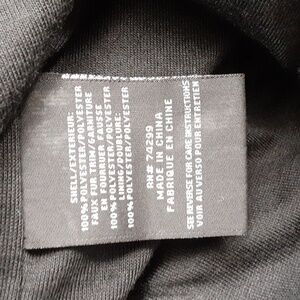 SHELL/EXTERIEUR:
100% POLYESTER/POLYESTER
FAUX FUR TRIM/GARNITURE
EN FOURRURE FAUSSE
100% POLYESTER/POLYESTER
LINING/DOUBLURE:
100% POLYESTER/POLYESTER
RN# 74299
MADE IN CHINA
FABRIQUE EN CHINE
SEE REVERSE FOR CARE INSTRUCTIONS
VOIR AU VERSO POUR ENTRETIEN